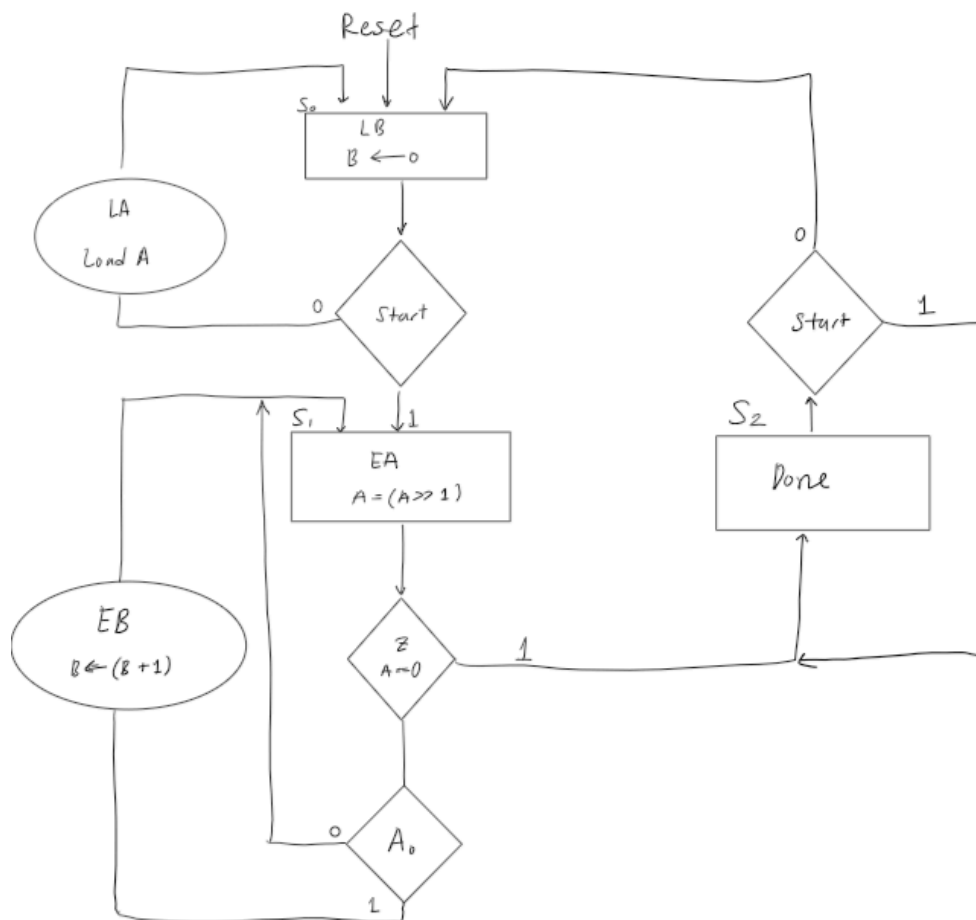 Reset
S₀
LB
B ← 0
LA
Load A
0
Start
1
S₁
EA
A = (A >> 1)
EB
B ← (B + 1)
Z
A == 0
1
0
A₀
1
0
Start
1
S₂
Done